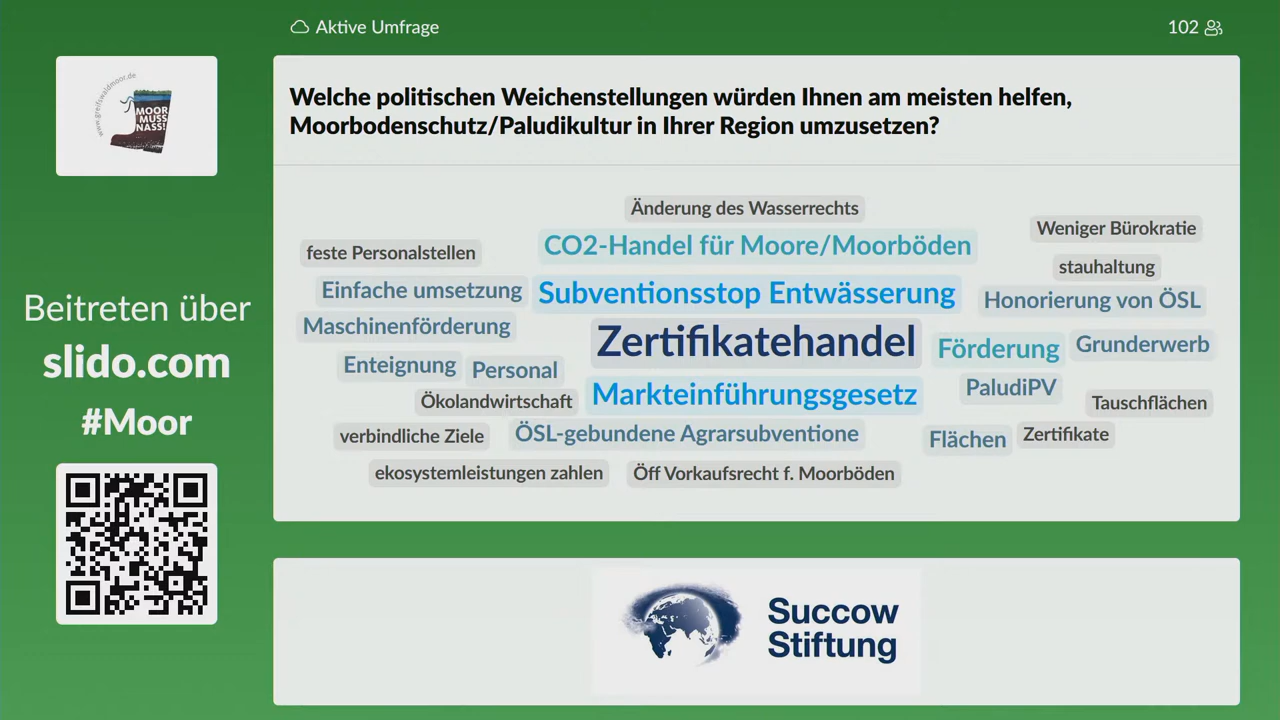 Aktive Umfrage
102
www.greifswaldmoor.de
MOOR
MUSS
NASS!
Welche politischen Weichenstellungen würden Ihnen am meisten helfen,
Moorbodenschutz/Paludikultur in Ihrer Region umzusetzen?
Änderung des Wasserrechts
Weniger Bürokratie
feste Personalstellen
CO2-Handel für Moore/Moorböden
stauhaltung
Einfache umsetzung
Subventionsstop Entwässerung
Honorierung von ÖSL
Maschinenförderung
Zertifikatehandel
Förderung
Grunderwerb
Enteignung
Personal
PaludiPV
Ökolandwirtschaft
Markteinführungsgesetz
Tauschflächen
verbindliche Ziele
ÖSL-gebundene Agrarsubventione
Flächen
Zertifikate
ekosystemleistungen zahlen
Öff Vorkaufsrecht f. Moorböden
Beitreten über
slido.com
#Moor
Succow
Stiftung